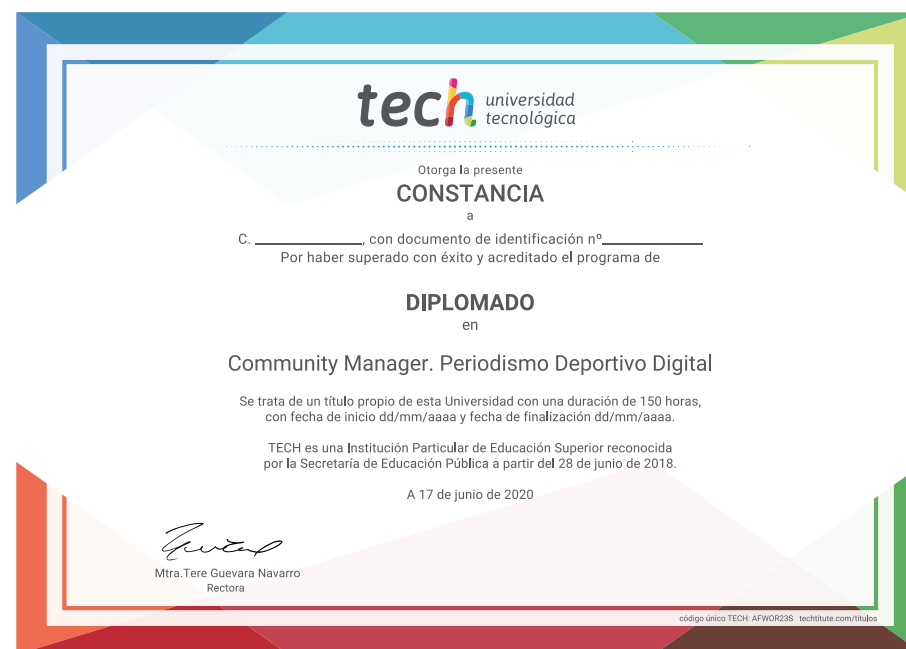 tech universidad
tecnológica
Otorga la presente
CONSTANCIA
a
C. ______________, con documento de identificación nº_____________
Por haber superado con éxito y acreditado el programa de
DIPLOMADO
en
Community Manager. Periodismo Deportivo Digital
Se trata de un título propio de esta Universidad con una duración de 150 horas,
con fecha de inicio dd/mm/aaaa y fecha de finalización dd/mm/aaaa.
TECH es una Institución Particular de Educación Superior reconocida
por la Secretaría de Educación Pública a partir del 28 de junio de 2018.
A 17 de junio de 2020
Mtra.Tere Guevara Navarro
Rectora
código único TECH: AFWOR23S techtitute.com/titulos